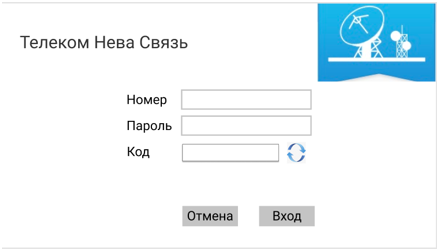 Телеком Нева Связь
Номер
Пароль
Код
Отмена Вход